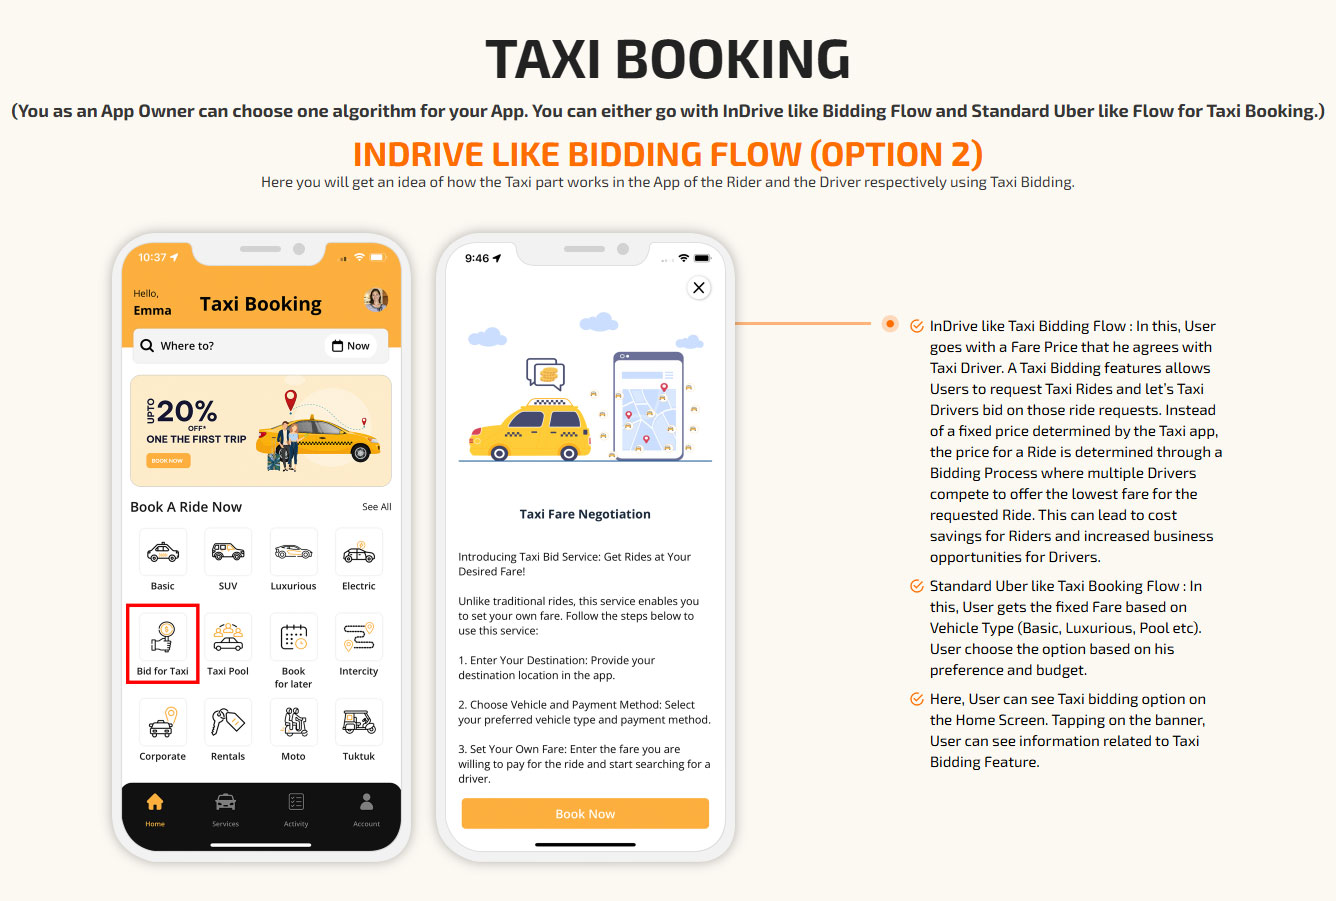 TAXI BOOKING
(You as an App Owner can choose one algorithm for your App. You can either go with InDrive like Bidding Flow and Standard Uber like Flow for Taxi Booking.)
INDRIVE LIKE BIDDING FLOW (OPTION 2)
Here you will get an idea of how the Taxi part works in the App of the Rider and the Driver respectively using Taxi Bidding.
10:37
Hello,
Emma
Taxi Booking
Where to?
Now
UPTO
20%
OFF*
ONE THE FIRST TRIP
BOOK NOW
Book A Ride Now
See All
Basic
SUV
Luxurious
Electric
Bid for Taxi
Taxi Pool
Book
for later
Intercity
Corporate
Rentals
Moto
Tuktuk
Home
Services
Activity
Account
9:46
Taxi Fare Negotiation
Introducing Taxi Bid Service: Get Rides at Your
Desired Fare!
Unlike traditional rides, this service enables you
to set your own fare. Follow the steps below to
use this service:
1. Enter Your Destination: Provide your
destination location in the app.
2. Choose Vehicle and Payment Method: Select
your preferred vehicle type and payment method.
3. Set Your Own Fare: Enter the fare you are
willing to pay for the ride and start searching for a
driver.
Book Now
InDrive like Taxi Bidding Flow : In this, User
goes with a Fare Price that he agrees with
Taxi Driver. A Taxi Bidding features allows
Users to request Taxi Rides and let's Taxi
Drivers bid on those ride requests. Instead
of a fixed price determined by the Taxi app,
the price for a Ride is determined through a
Bidding Process where multiple Drivers
compete to offer the lowest fare for the
requested Ride. This can lead to cost
savings for Riders and increased business
opportunities for Drivers.
Standard Uber like Taxi Booking Flow : In
this, User gets the fixed Fare based on
Vehicle Type (Basic, Luxurious, Pool etc).
User choose the option based on his
preference and budget.
Here, User can see Taxi bidding option on
the Home Screen. Tapping on the banner,
User can see information related to Taxi
Bidding Feature.